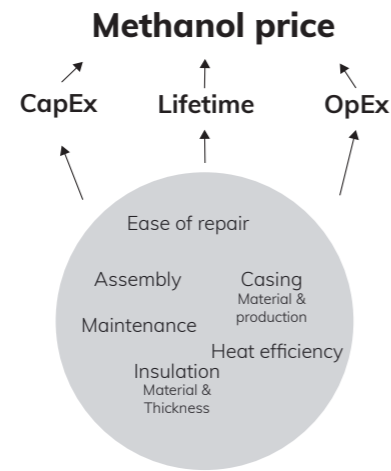 Methanol price
CapEx
Lifetime
OpEx
Ease of repair
Assembly
Casing
Material &
production
Maintenance
Heat efficiency
Insulation
Material &
Thickness